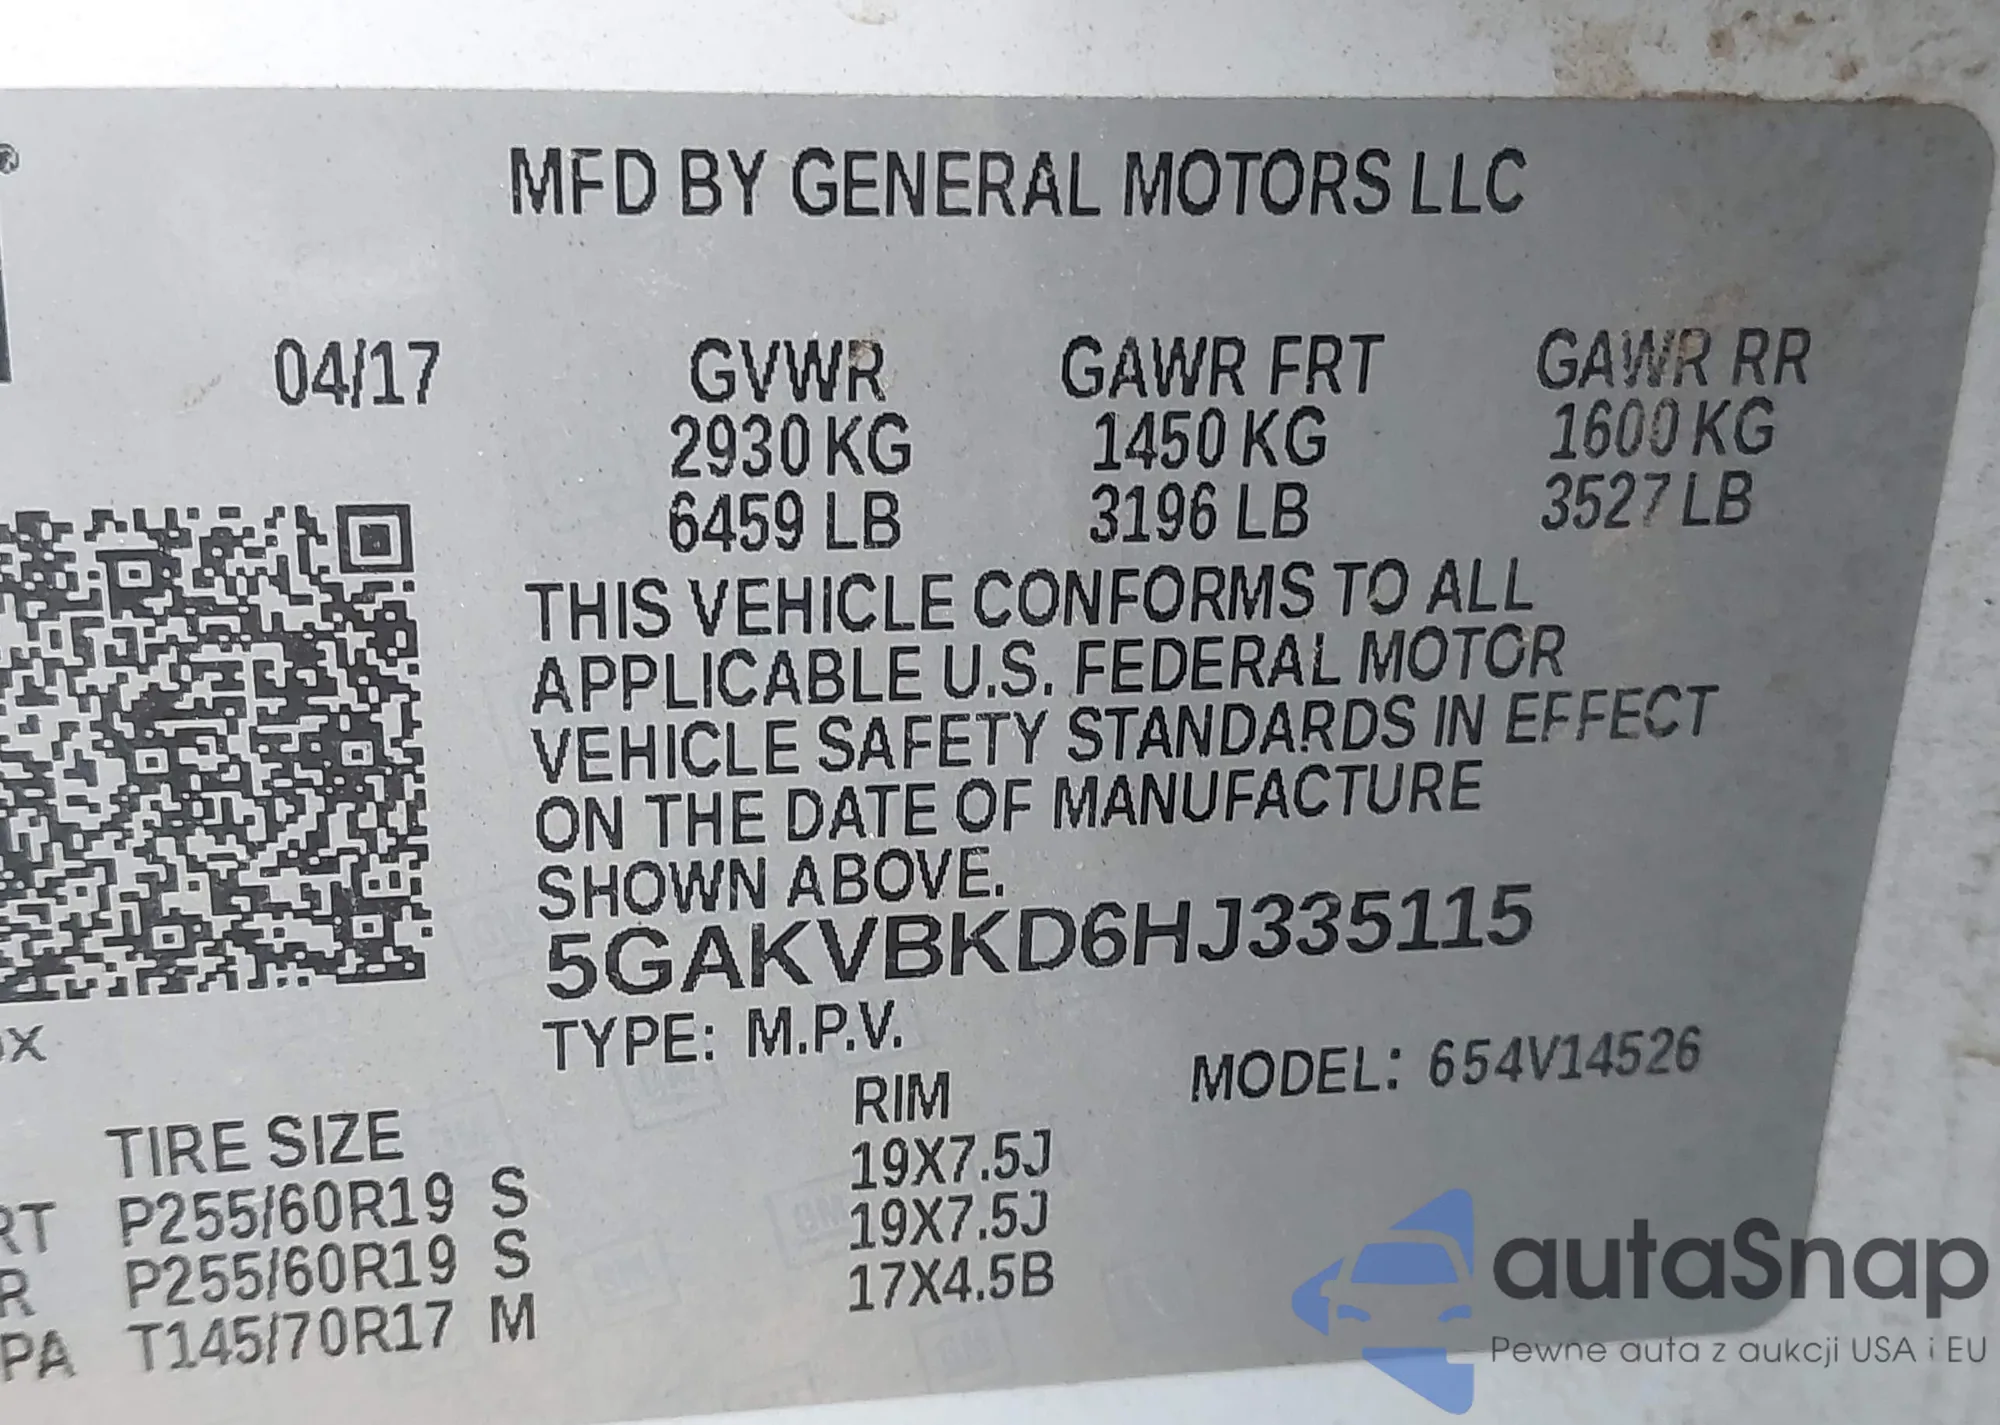 ®
MFD BY GENERAL MOTORS LLC
04/17 GVWR GAWR FRT GAWR RR
2930 KG 1450 KG 1600 KG
6459 LB 3196 LB 3527 LB
THIS VEHICLE CONFORMS TO ALL
APPLICABLE U.S. FEDERAL MOTOR
VEHICLE SAFETY STANDARDS IN EFFECT
ON THE DATE OF MANUFACTURE
SHOWN ABOVE.
5GAKVBKD6HJ335115
X
TYPE: M.P.V. MODEL: 654V14526
TIRE SIZE RIM
RT P255/60R19 S 19X7.5J
R P255/60R19 S 19X7.5J
PA T145/70R17 M 17X4.5B
autaSnap
Pewne auta z aukcji USA i EU